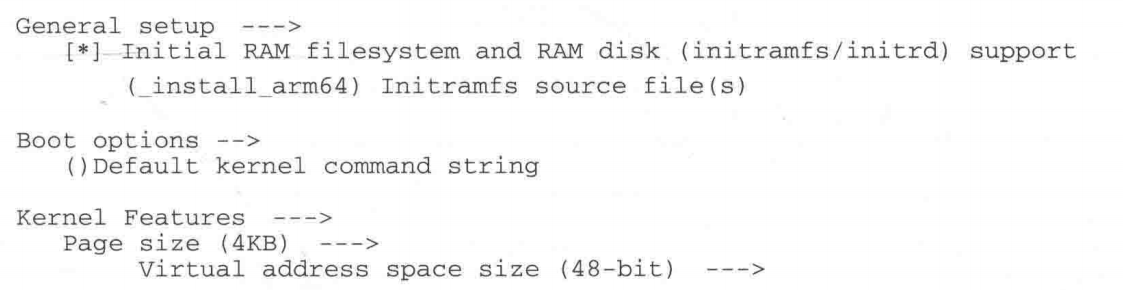 General setup  --->
   [*] Initial RAM filesystem and RAM disk (initramfs/initrd) support
       (_install_arm64) Initramfs source file(s)

Boot options -->
   ()Default kernel command string

Kernel Features  --->
   Page size (4KB)  --->
        Virtual address space size (48-bit)  --->